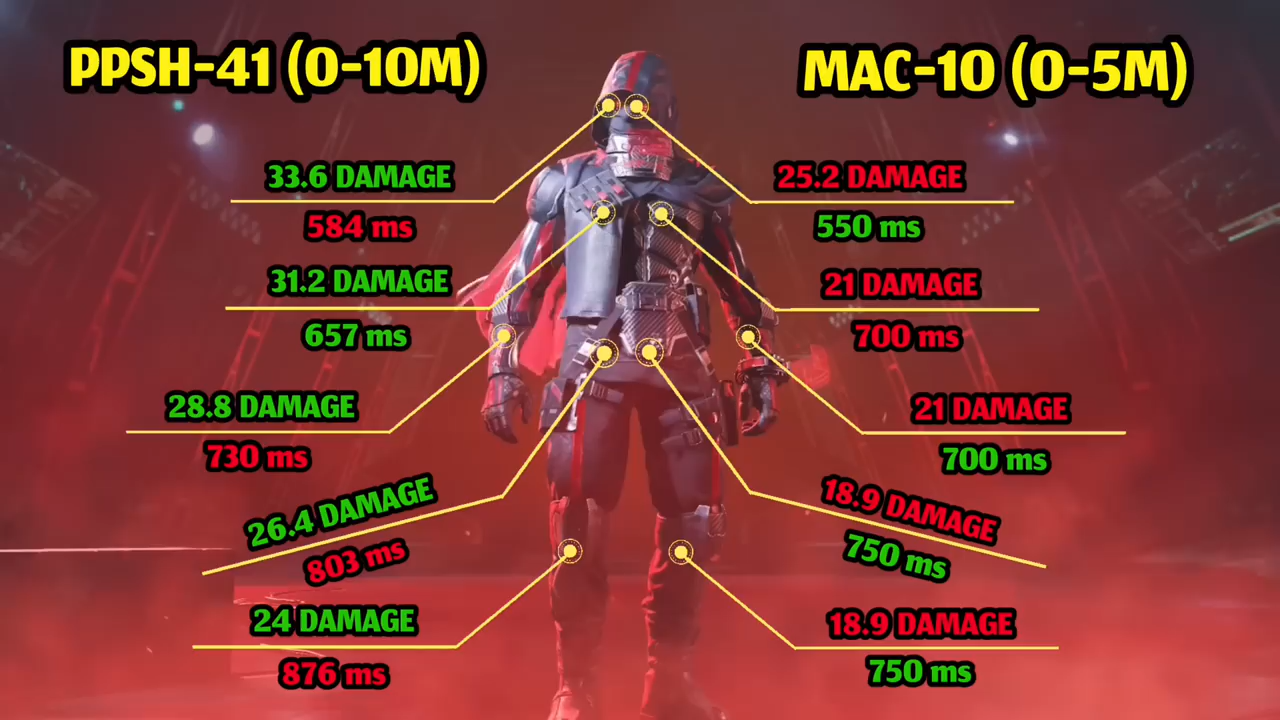 PPSH-41 (0-10M)
MAC-10 (0-5M)
33.6 DAMAGE
584 ms
31.2 DAMAGE
657 ms
28.8 DAMAGE
730 ms
26.4 DAMAGE
803 ms
24 DAMAGE
876 ms
25.2 DAMAGE
550 ms
21 DAMAGE
700 ms
21 DAMAGE
700 ms
18.9 DAMAGE
750 ms
18.9 DAMAGE
750 ms